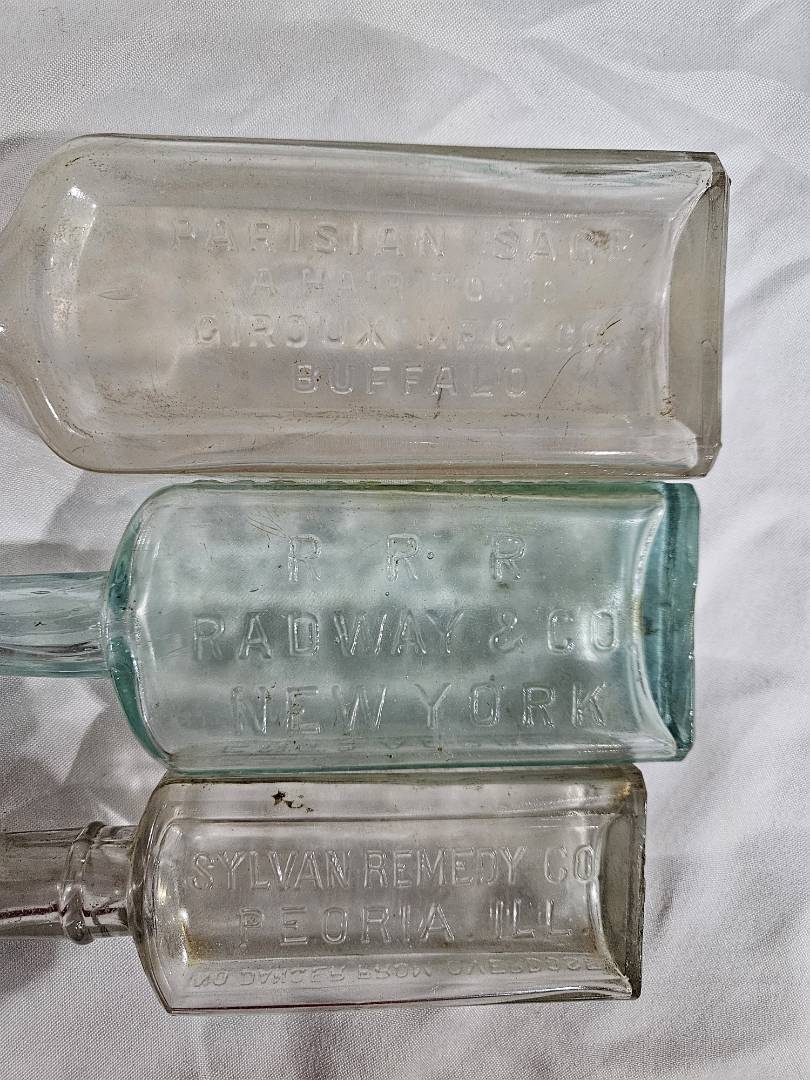 PARISIAN SAGE
A HAIR TONIC
GIROUX MFG. CO.
BUFFALO
R R R
RADWAY & CO.
NEW YORK
SYLVAN REMEDY CO
PEORIA ILL.
NO DANGER FROM OVERDOSE